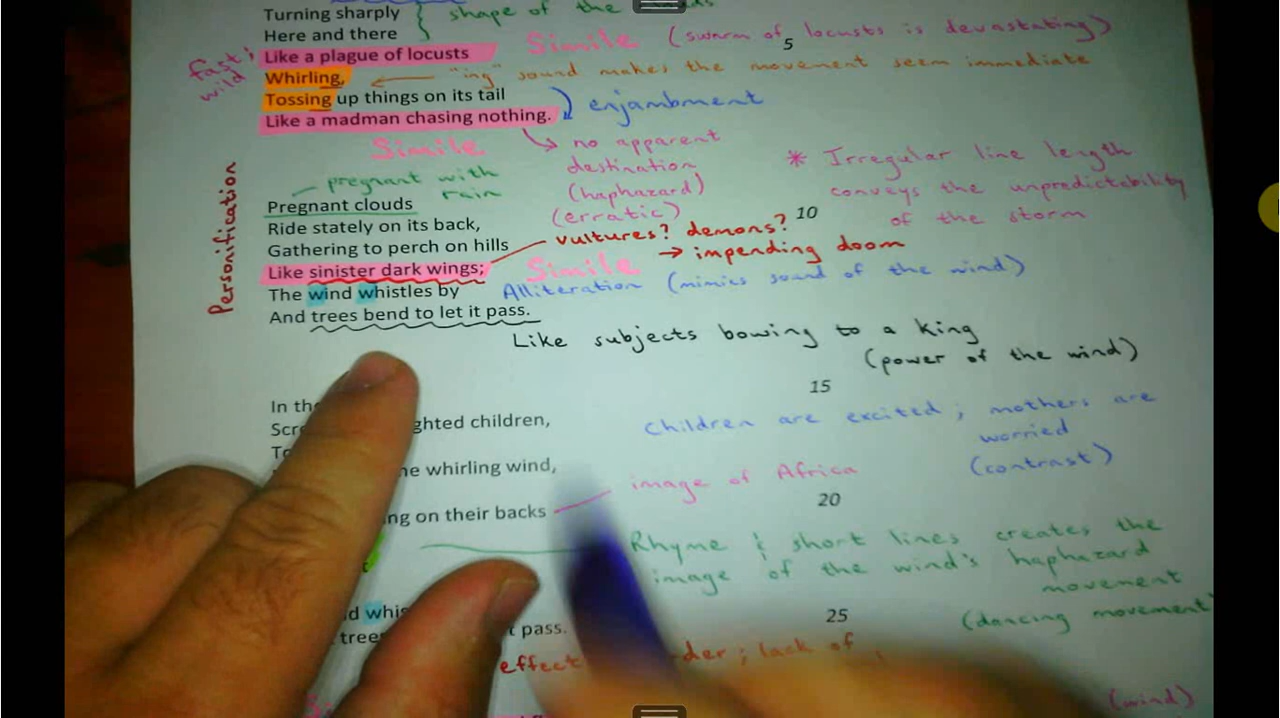 Turning sharply
shape of the
Here and there
Like a plague of locusts
Simile (swarm of locusts is devastating)
5
fast,
wild
Whirling,
"ing" sound makes the movement seem immediate
Tossing up things on its tail
enjambment
Like a madman chasing nothing.
Simile
no apparent
destination
(haphazard)
(erratic)
* Irregular line length
conveys the unpredictability
of the storm
Personification
pregnant with
rain
Pregnant clouds
10
Ride stately on its back,
Gathering to perch on hills
vultures? demons?
→ impending doom
Like sinister dark wings;
Simile
The wind whistles by
Alliteration (mimics sound of the wind)
And trees bend to let it pass.
Like subjects bowing to a king
(power of the wind)
15
In
ghted children,
children are excited; mothers are
worried
(contrast)
whirling wind,
image of Africa
20
on their backs
Rhyme & short lines creates the
image of the wind's haphazard
movement
(dancing movement
25
pass.
trees
effect
; lack of
(wind)